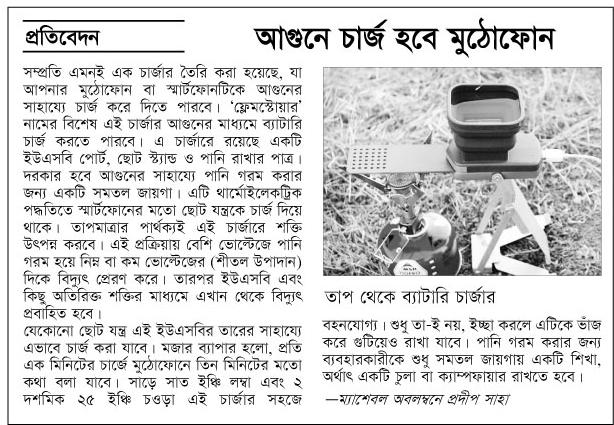 প্রতিবেদন
আগুনে চার্জ হবে মুঠোফোন
সম্প্রতি এমনই এক চার্জার তৈরি করা হয়েছে, যা
আপনার মুঠোফোন বা স্মার্টফোনটিকে আগুনের
সাহায্যে চার্জ করে দিতে পারবে। ‘ফ্লেমস্টোয়ার’
নামের বিশেষ এই চার্জার আগুনের মাধ্যমে ব্যাটারি
চার্জ করতে পারবে। এ চার্জারে রয়েছে একটি
ইউএসবি পোর্ট, ছোট স্ট্যান্ড ও পানি রাখার পাত্র।
দরকার হবে আগুনের সাহায্যে পানি গরম করার
জন্য একটি সমতল জায়গা। এটি থার্মোইলেকট্রিক
পদ্ধতিতে স্মার্টফোনের মতো ছোট যন্ত্রকে চার্জ দিয়ে
থাকে। তাপমাত্রার পার্থক্যই এই চার্জারে শক্তি
উৎপন্ন করবে। এই প্রক্রিয়ায় বেশি ভোল্টেজে পানি
গরম হয়ে নিম্ন বা কম ভোল্টেজের (শীতল উপাদান)
দিকে বিদ্যুৎ প্রেরণ করে। তারপর ইউএসবি এবং
কিছু অতিরিক্ত শক্তির মাধ্যমে এখান থেকে বিদ্যুৎ
প্রবাহিত হবে।
যেকোনো ছোট যন্ত্র এই ইউএসবির তারের সাহায্যে
এভাবে চার্জ করা যাবে। মজার ব্যাপার হলো, প্রতি
এক মিনিটের চার্জে মুঠোফোনে তিন মিনিটের মতো
কথা বলা যাবে। সাড়ে সাত ইঞ্চি লম্বা এবং ২
দশমিক ২৫ ইঞ্চি চওড়া এই চার্জার সহজে
তাপ থেকে ব্যাটারি চার্জার
বহনযোগ্য। শুধু তা-ই নয়, ইচ্ছা করলে এটিকে ভাঁজ
করে গুটিয়েও রাখা যাবে। পানি গরম করার জন্য
ব্যবহারকারীকে শুধু সমতল জায়গায় একটি শিখা,
অর্থাৎ একটি চুলা বা ক্যাম্পফায়ার রাখতে হবে।
—ম্যাশেবল অবলম্বনে প্রদীপ সাহা